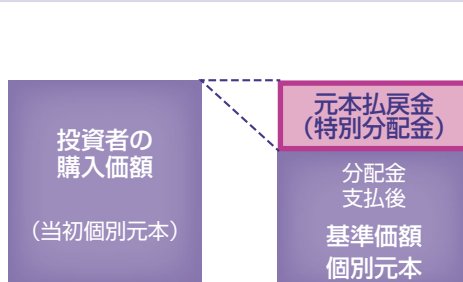 投資者の
購入価額
（当初個別元本）
元本払戻金
（特別分配金）
分配金
支払後
基準価額
個別元本